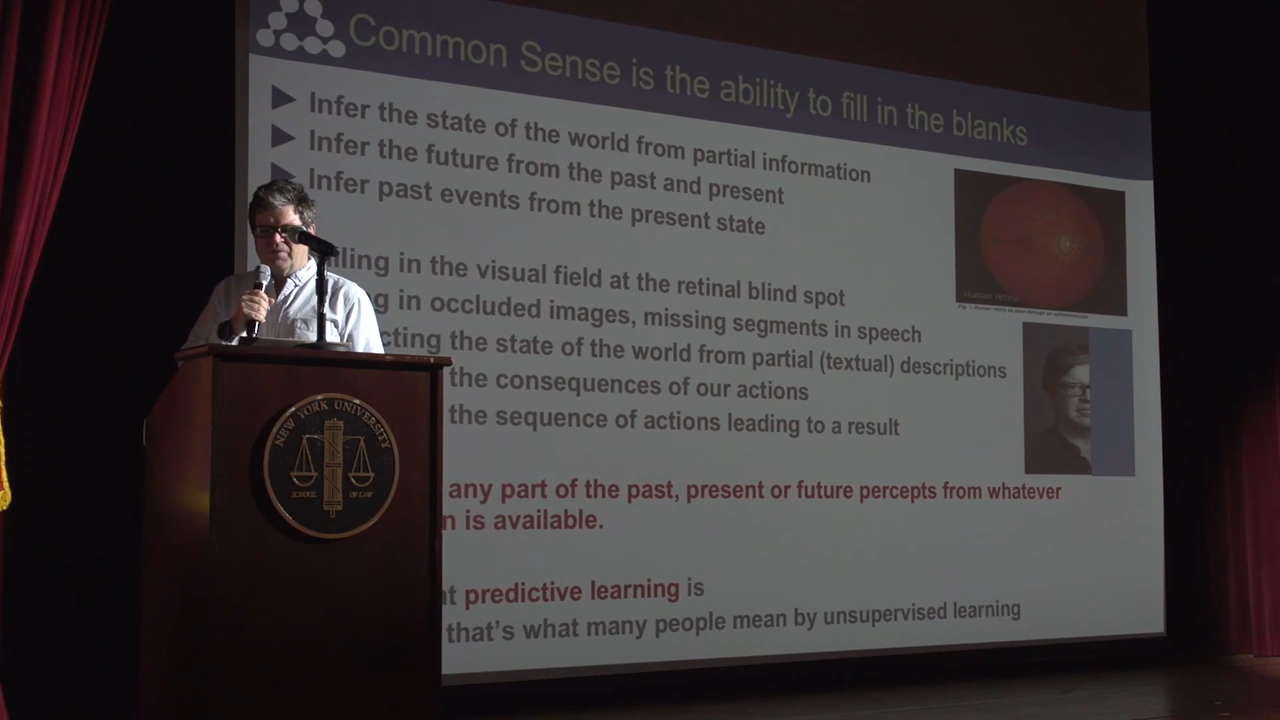 Common Sense is the ability to fill in the blanks
Infer the state of the world from partial information
Infer the future from the past and present
Infer past events from the present state
illing in the visual field at the retinal blind spot
g in occluded images, missing segments in speech
cting the state of the world from partial (textual) descriptions
the consequences of our actions
the sequence of actions leading to a result
any part of the past, present or future percepts from whatever
n is available.
at predictive learning is
that's what many people mean by unsupervised learning
Human retina
NEW YORK UNIVERSITY
SCHOOL OF LAW